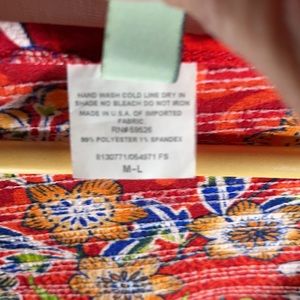 HAND WASH COLD LINE DRY IN
SHADE NO BLEACH DO NOT IRON
MADE IN U.S.A. OF IMPORTED
FABRIC
RN# 59526
99% POLYESTER 1% SPANDEX
8130771/054971 FS
M-L